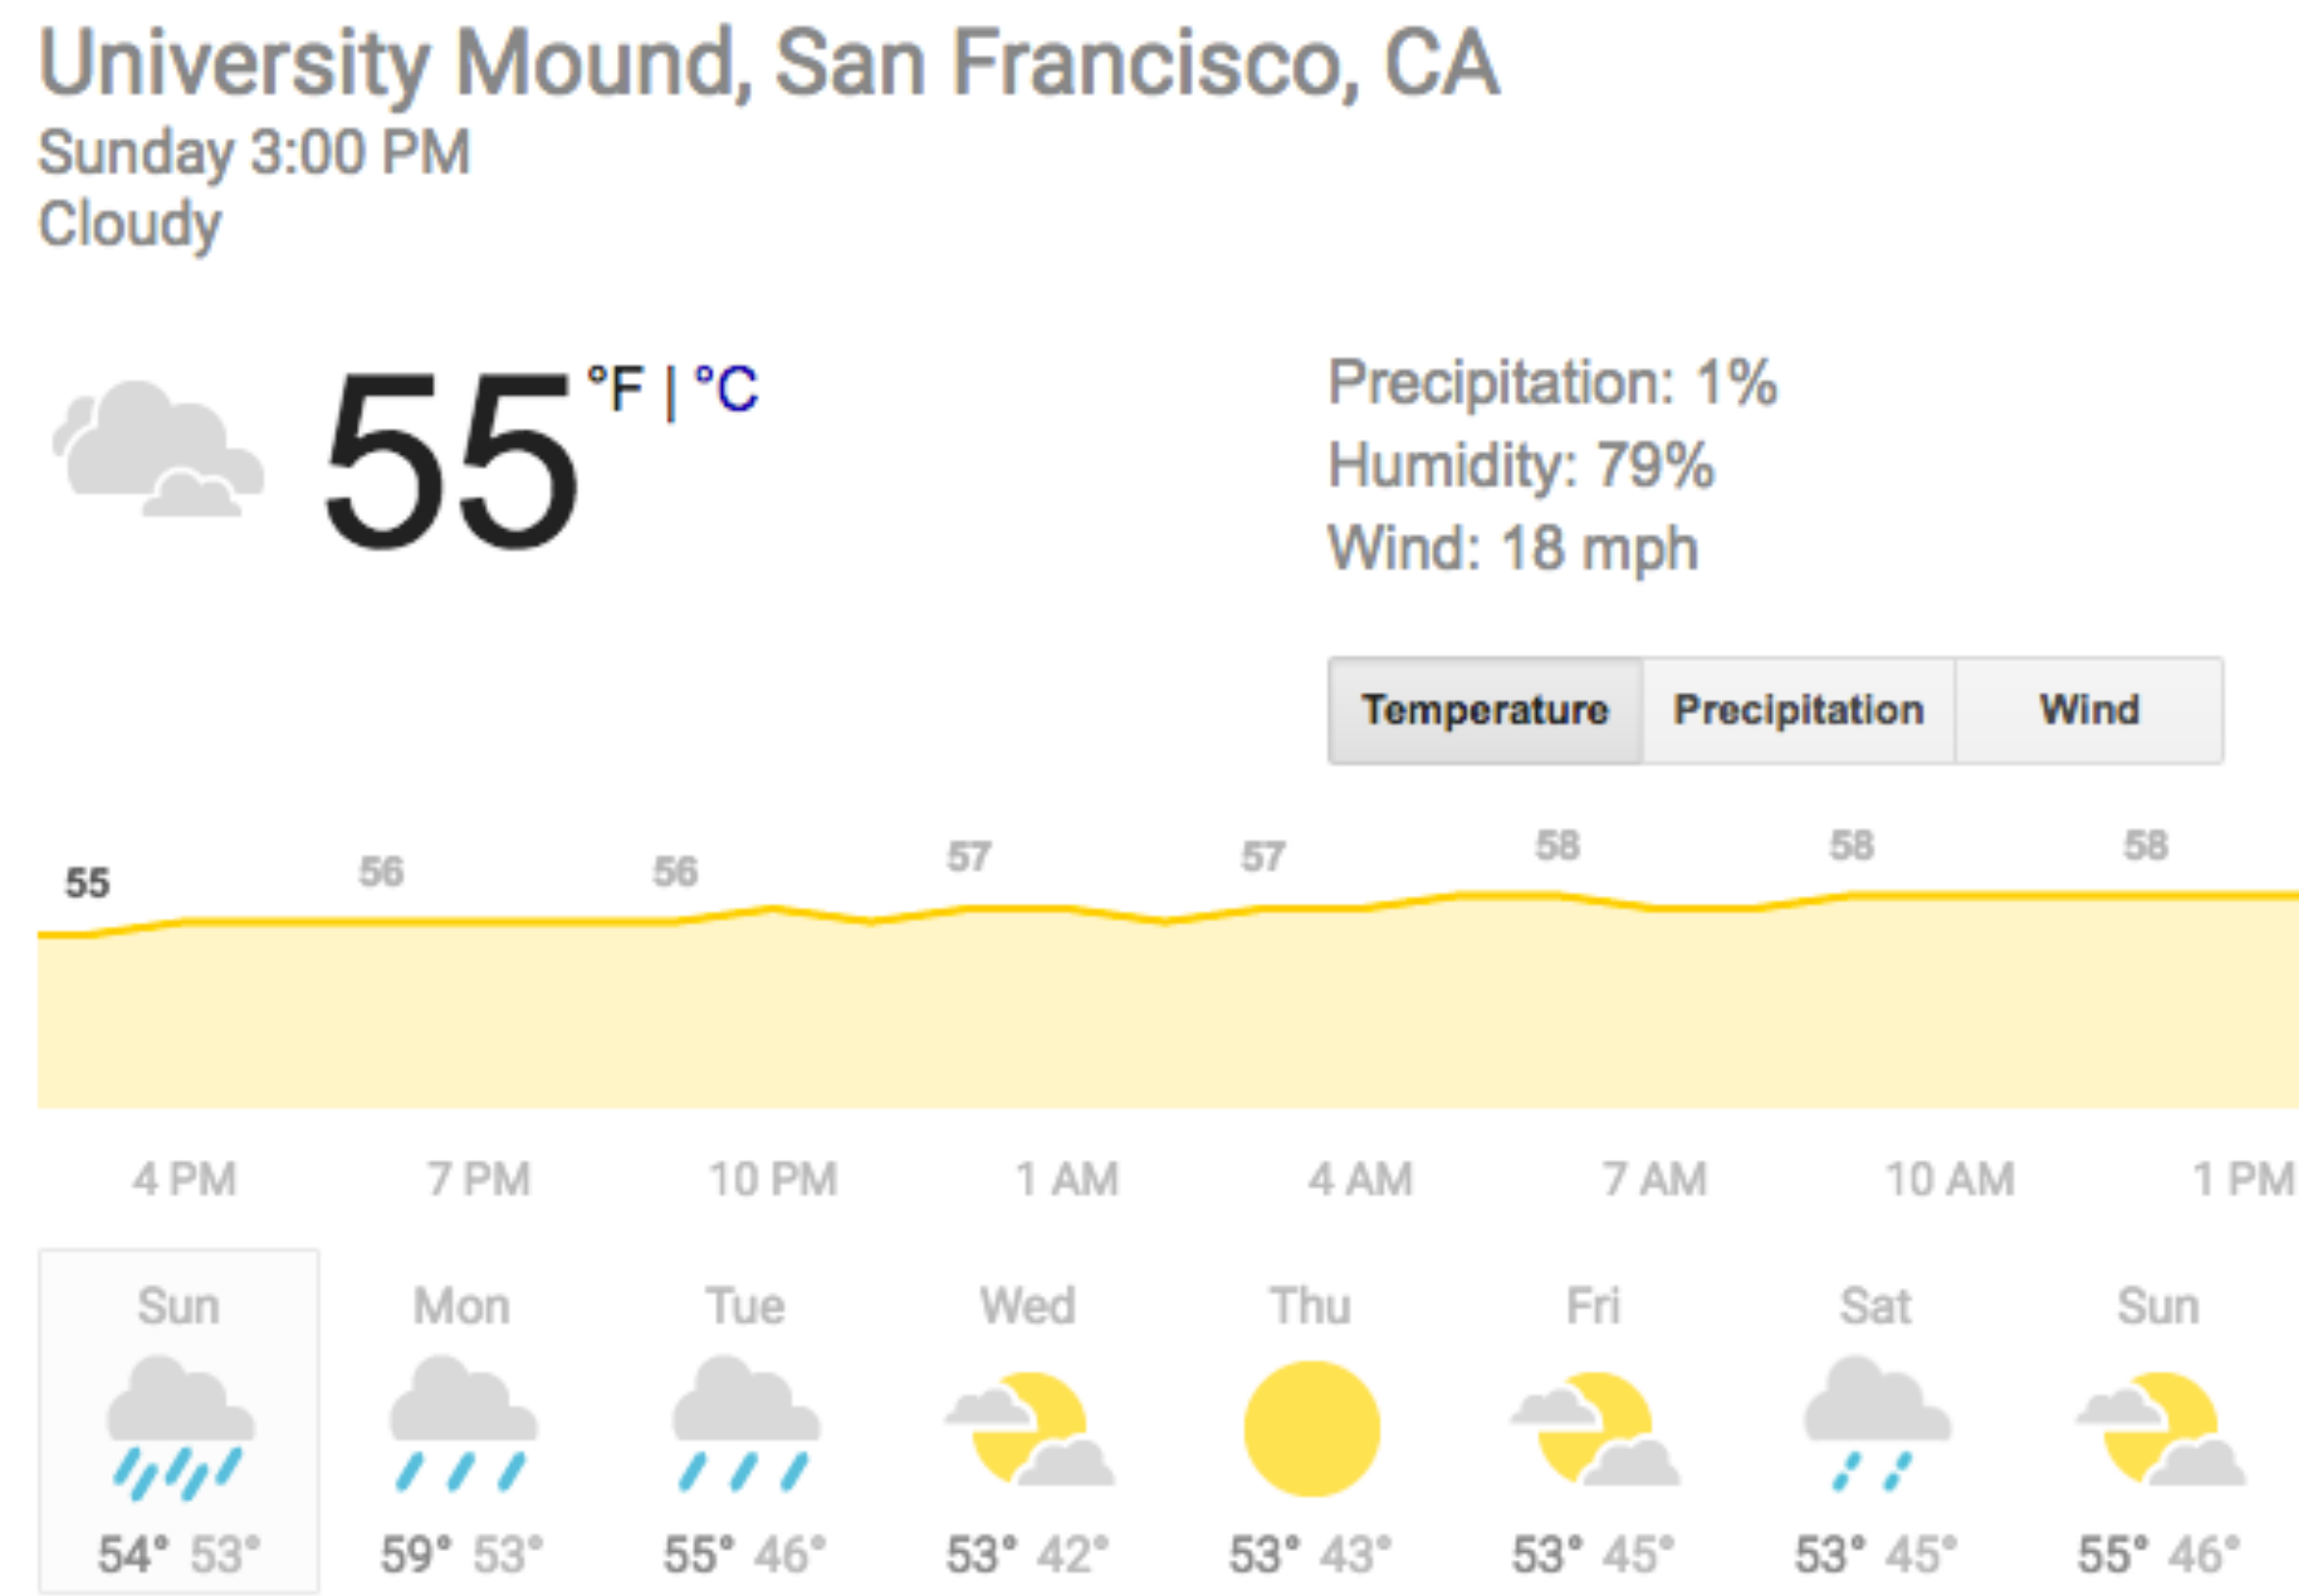 University Mound, San Francisco, CA
Sunday 3:00 PM
Cloudy
55 °F | °C
Precipitation: 1%
Humidity: 79%
Wind: 18 mph
Temperature Precipitation Wind
55 56 56 57 57 58 58 58
4 PM 7 PM 10 PM 1 AM 4 AM 7 AM 10 AM 1 PM
Sun Mon Tue Wed Thu Fri Sat Sun
54° 53° 59° 53° 55° 46° 53° 42° 53° 43° 53° 45° 53° 45° 55° 46°